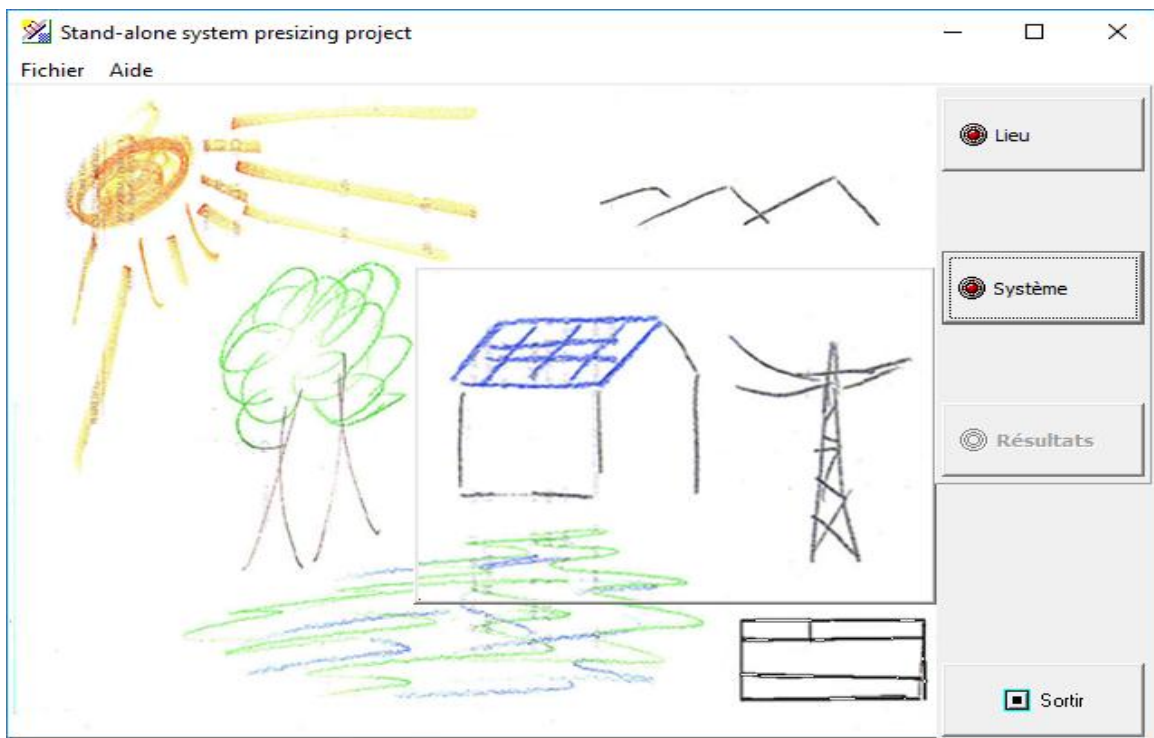 Stand-alone system presizing project
Fichier Aide
Lieu
Système
Résultats
Sortir